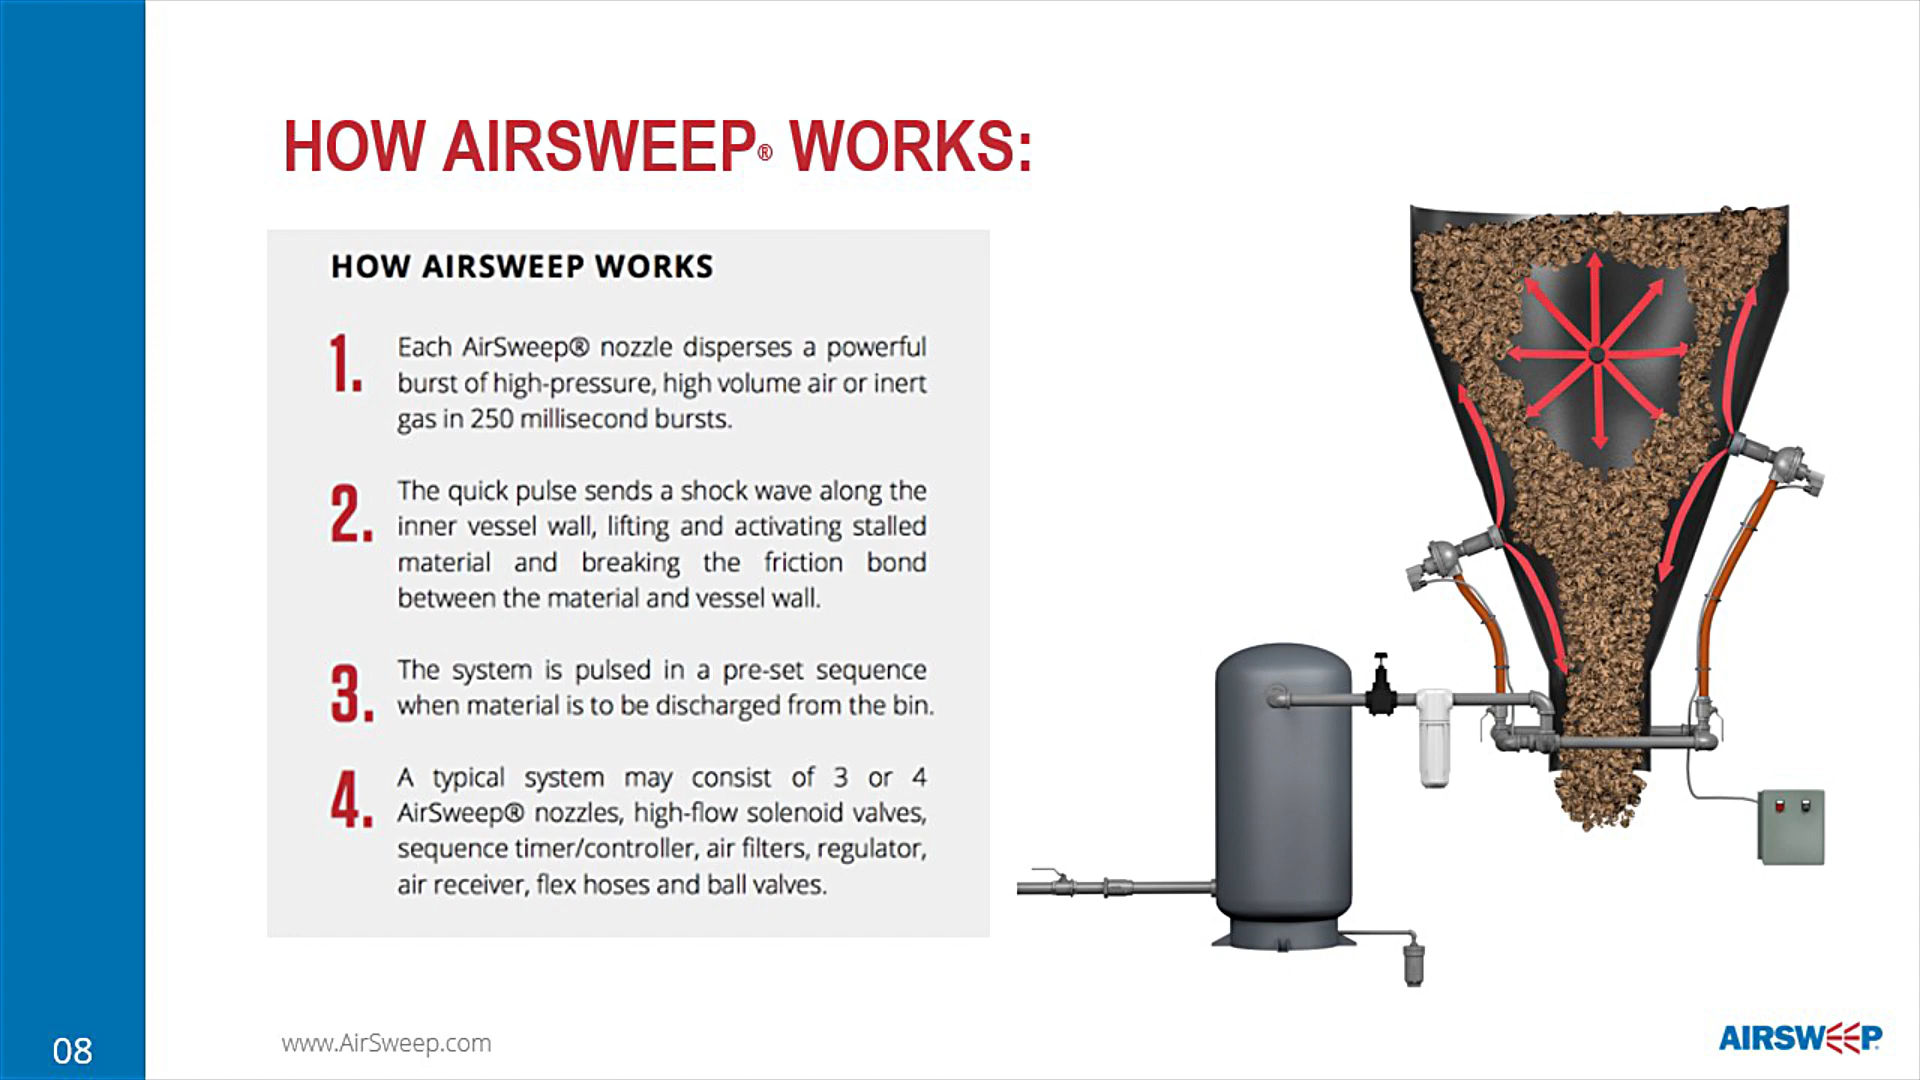 HOW AIRSWEEP® WORKS:
HOW AIRSWEEP WORKS
1.
Each AirSweep® nozzle disperses a powerful
burst of high-pressure, high volume air or inert
gas in 250 millisecond bursts.
2.
The quick pulse sends a shock wave along the
inner vessel wall, lifting and activating stalled
material and breaking the friction bond
between the material and vessel wall.
3.
The system is pulsed in a pre-set sequence
when material is to be discharged from the bin.
4.
A typical system may consist of 3 or 4
AirSweep® nozzles, high-flow solenoid valves,
sequence timer/controller, air filters, regulator,
air receiver, flex hoses and ball valves.
08
www.AirSweep.com
AIRSWEEP